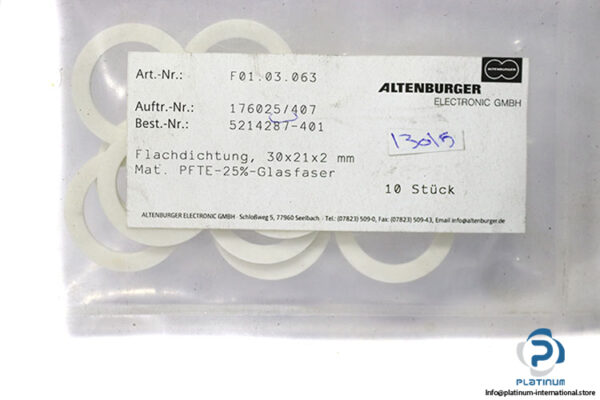 Art.-Nr.: F01.03.063
ALTENBURGER
ALTENBURGER
ELECTRONIC GMBH
Auftr.-Nr.: 176025/407
Best.-Nr.: 5214287-401
13015
Flachdichtung, 30x21x2 mm
Mat. PFTE-25%-Glasfaser
10 Stück
ALTENBURGER ELECTRONIC GMBH · Schloßweg 5, 77960 Seelbach · Tel.: (07823) 509-0, Fax: (07823) 509-43, Email info@altenburger.de
PLATINUM
http://platinum-international.store